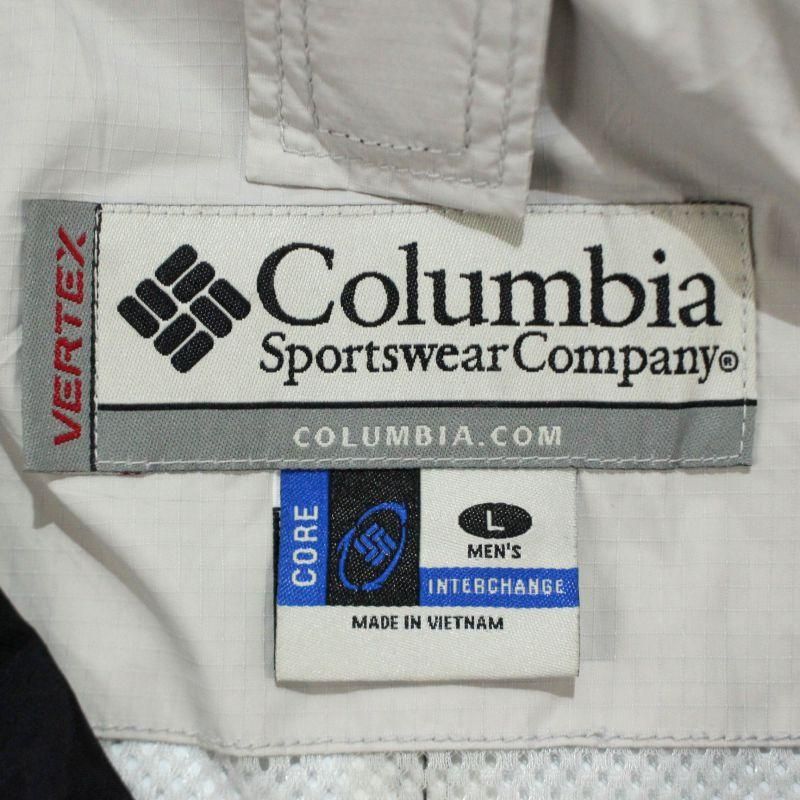 VERTEX
Columbia
Sportswear Company®
COLUMBIA.COM
CORE
L
MEN'S
INTERCHANGE
MADE IN VIETNAM